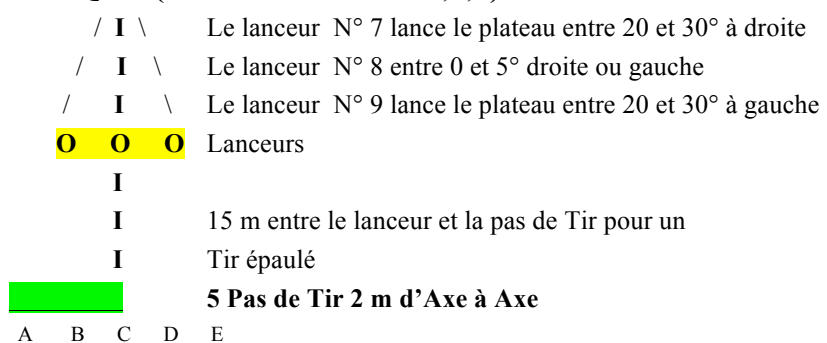 / I \ Le lanceur N° 7 lance le plateau entre 20 et 30° à droite
/ I \ Le lanceur N° 8 entre 0 et 5° droite ou gauche
/ I \ Le lanceur N° 9 lance le plateau entre 20 et 30° à gauche
O O O Lanceurs
I
I 15 m entre le lanceur et la pas de Tir pour un
I Tir épaulé
5 Pas de Tir 2 m d'Axe à Axe
A B C D E